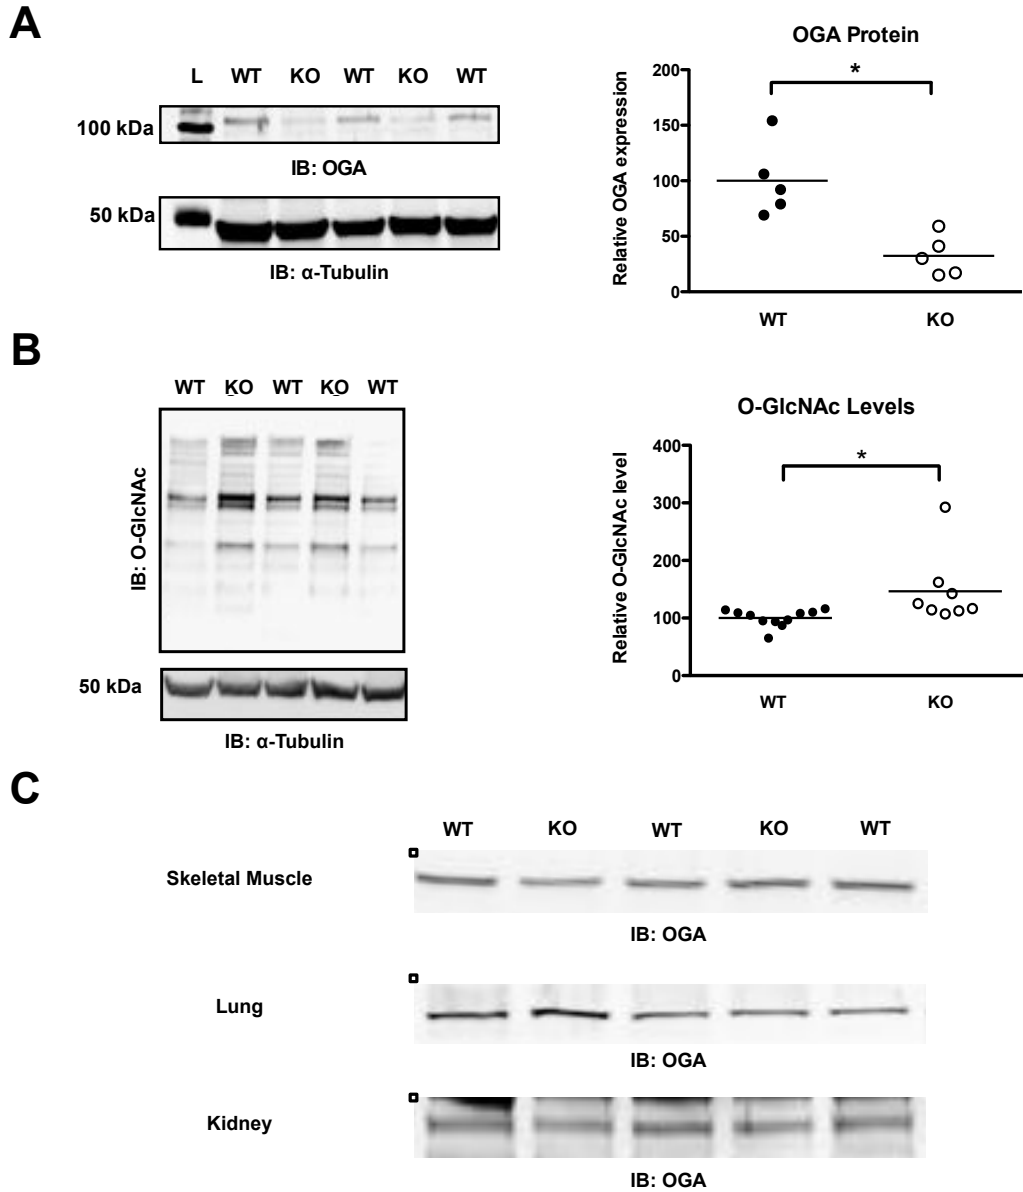 A
L WT KO WT KO WT
100 kDa
IB: OGA
50 kDa
IB: α-Tubulin
OGA Protein
*
Relative OGA expression
200
150
100
50
0
WT KO
B
WT KO WT KO WT
IB: O-GlcNAc
50 kDa
IB: α-Tubulin
O-GlcNAc Levels
*
Relative O-GlcNAc level
400
300
200
100
0
WT KO
C
WT KO WT KO WT
Skeletal Muscle
IB: OGA
Lung
IB: OGA
Kidney
IB: OGA